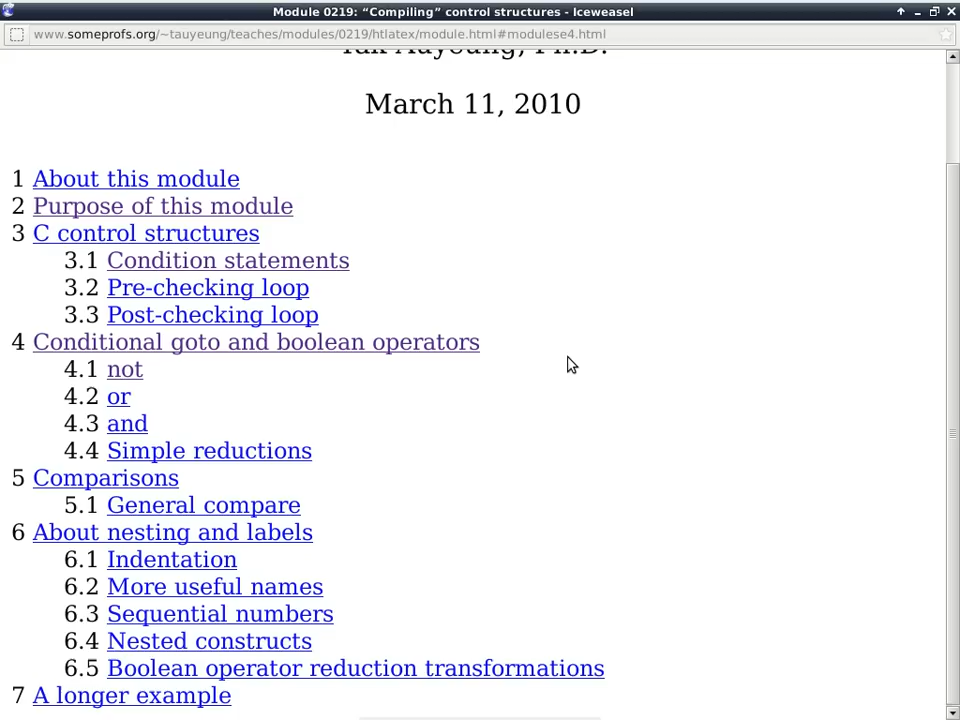 Module 0219: “Compiling” control structures - Iceweasel
www.someprofs.org/~tauyeung/teaches/modules/0219/htlatex/module.html#modulese4.html
Tak Auyeung, Ph.D.
March 11, 2010
1 About this module
2 Purpose of this module
3 C control structures
3.1 Condition statements
3.2 Pre-checking loop
3.3 Post-checking loop
4 Conditional goto and boolean operators
4.1 not
4.2 or
4.3 and
4.4 Simple reductions
5 Comparisons
5.1 General compare
6 About nesting and labels
6.1 Indentation
6.2 More useful names
6.3 Sequential numbers
6.4 Nested constructs
6.5 Boolean operator reduction transformations
7 A longer example